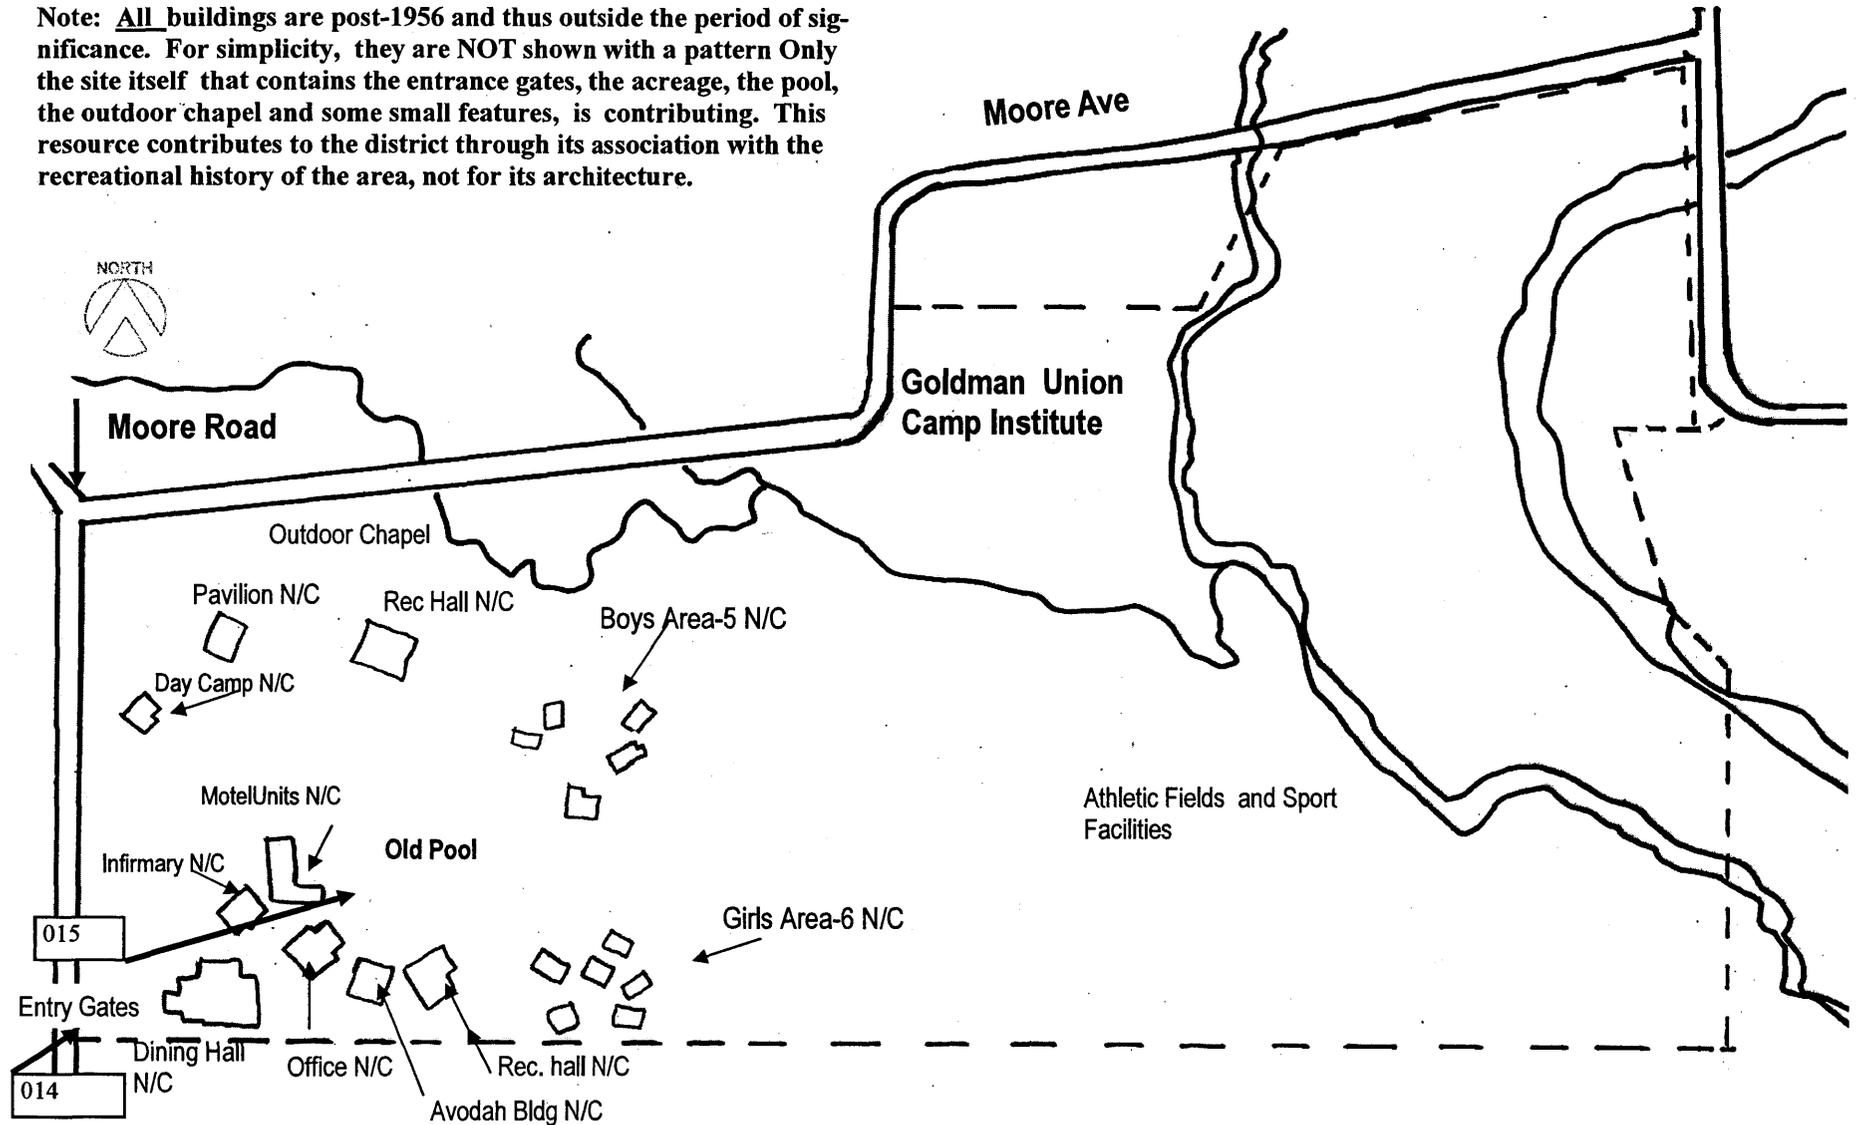 Note: All buildings are post-1956 and thus outside the period of sig-
nificance. For simplicity, they are NOT shown with a pattern Only
the site itself that contains the entrance gates, the acreage, the pool,
the outdoor chapel and some small features, is contributing. This
resource contributes to the district through its association with the
recreational history of the area, not for its architecture.
Moore Ave
NORTH
Goldman Union
Camp Institute
Moore Road
Outdoor Chapel
Pavilion N/C
Rec Hall N/C
Boys Area-5 N/C
Day Camp N/C
MotelUnits N/C
Athletic Fields and Sport
Facilities
Old Pool
Infirmary N/C
Girls Area-6 N/C
015
Entry Gates
Dining Hall
N/C
Office N/C
Rec. hall N/C
014
Avodah Bldg N/C